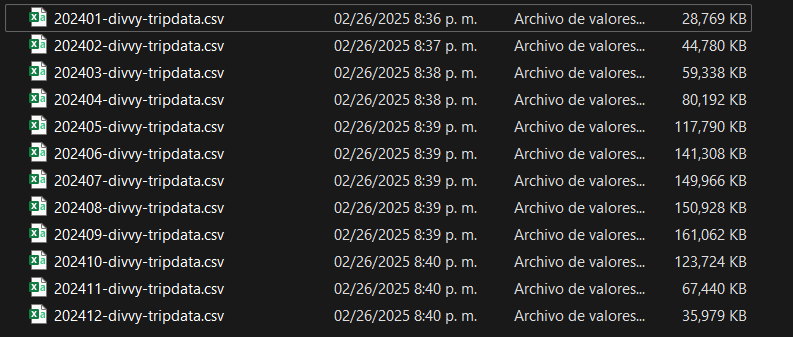 202401-divvy-tripdata.csv 02/26/2025 8:36 p. m. Archivo de valores... 28,769 KB
202402-divvy-tripdata.csv 02/26/2025 8:37 p. m. Archivo de valores... 44,780 KB
202403-divvy-tripdata.csv 02/26/2025 8:38 p. m. Archivo de valores... 59,338 KB
202404-divvy-tripdata.csv 02/26/2025 8:38 p. m. Archivo de valores... 80,192 KB
202405-divvy-tripdata.csv 02/26/2025 8:39 p. m. Archivo de valores... 117,790 KB
202406-divvy-tripdata.csv 02/26/2025 8:39 p. m. Archivo de valores... 141,308 KB
202407-divvy-tripdata.csv 02/26/2025 8:39 p. m. Archivo de valores... 149,966 KB
202408-divvy-tripdata.csv 02/26/2025 8:39 p. m. Archivo de valores... 150,928 KB
202409-divvy-tripdata.csv 02/26/2025 8:39 p. m. Archivo de valores... 161,062 KB
202410-divvy-tripdata.csv 02/26/2025 8:40 p. m. Archivo de valores... 123,724 KB
202411-divvy-tripdata.csv 02/26/2025 8:40 p. m. Archivo de valores... 67,440 KB
202412-divvy-tripdata.csv 02/26/2025 8:40 p. m. Archivo de valores... 35,979 KB